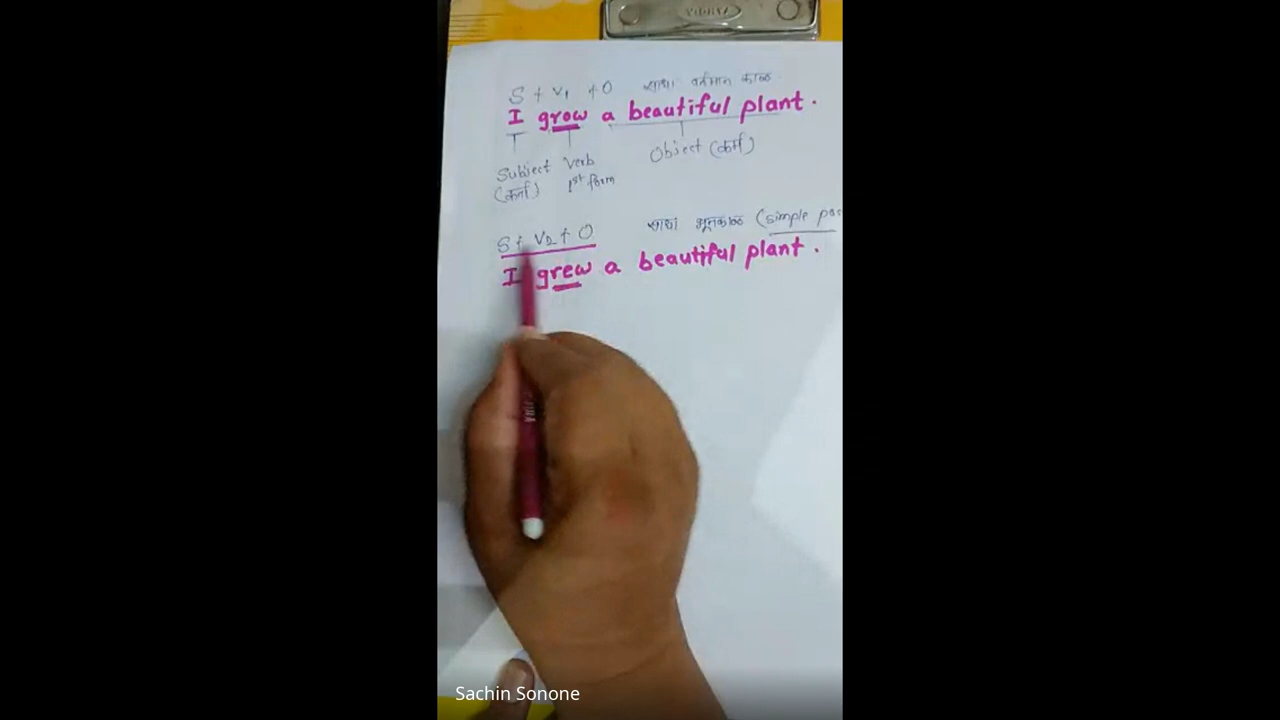 S + V1 + O साधा वर्तमान काळ
I grow a beautiful plant.
Subject Verb Object (कर्म)
(कर्ता) 1st form
S + V2 + O साधा भूतकाळ (simple pas
I grew a beautiful plant.
Sachin Sonone